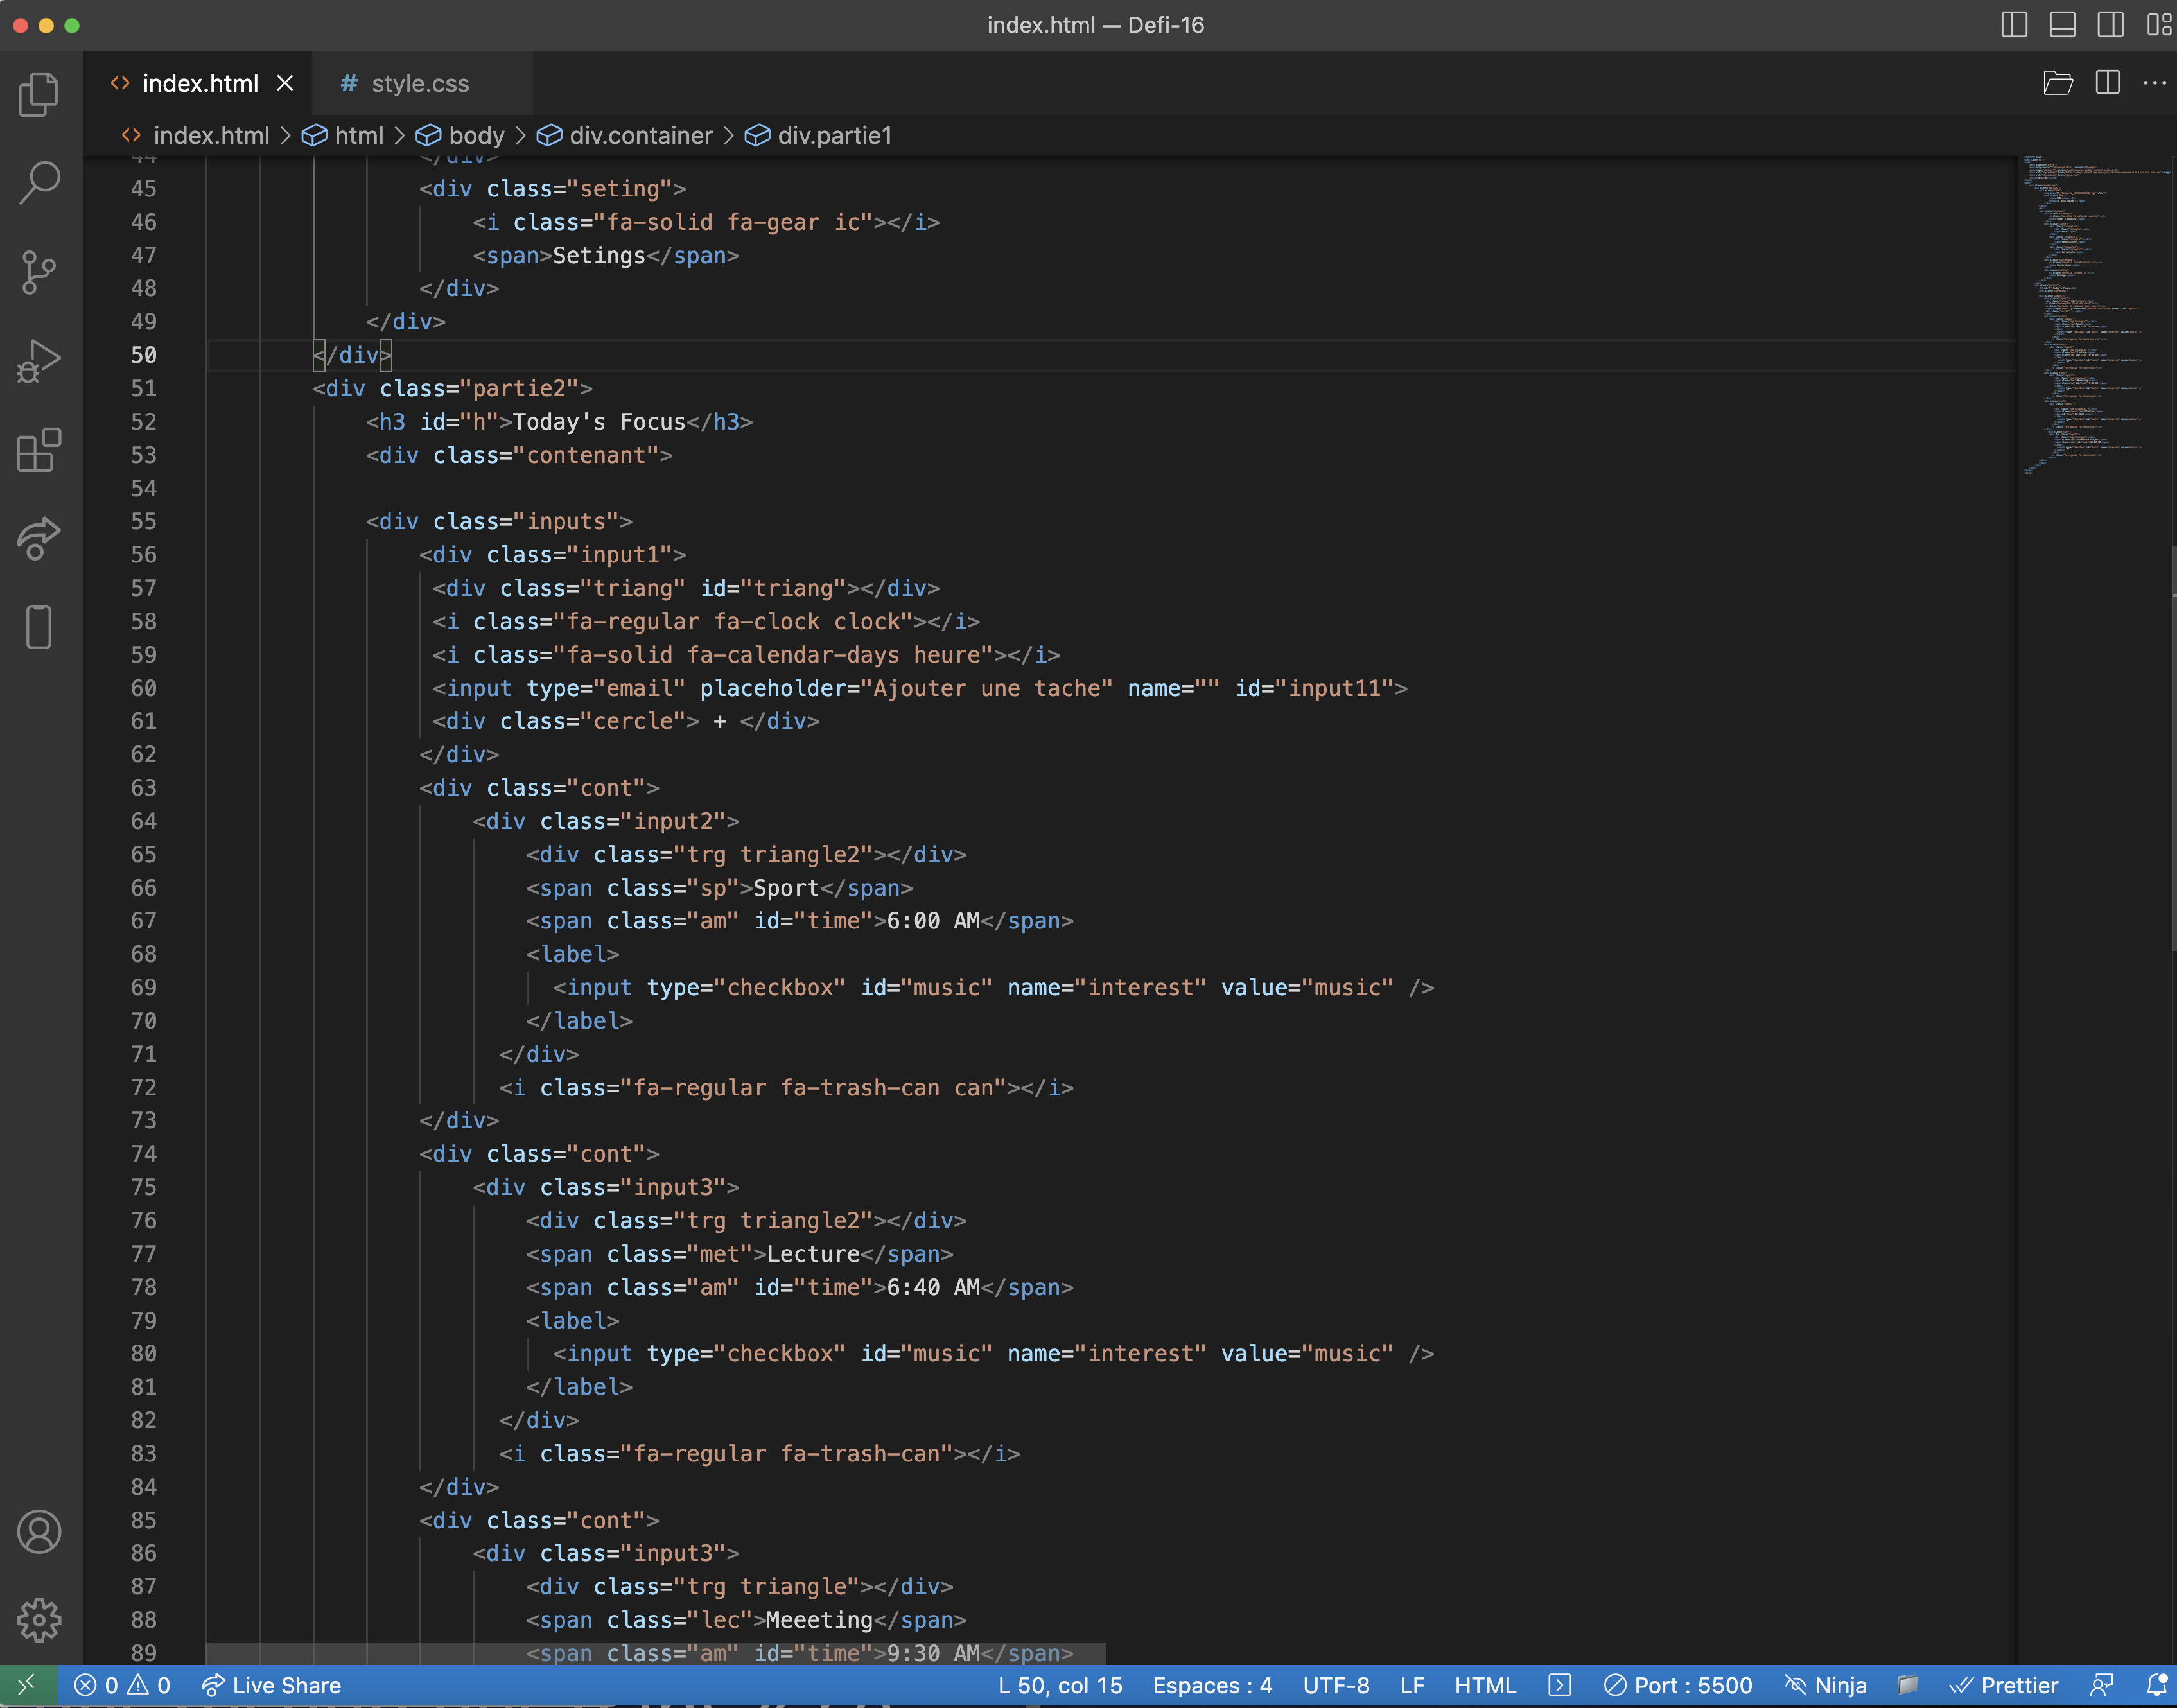 index.html — Defi-16
index.html
# style.css
index.html > html > body > div.container > div.partie1
44 </div>
45 <div class="seting">
46 <i class="fa-solid fa-gear ic"></i>
47 <span>Setings</span>
48 </div>
49 </div>
50 </div>
51 <div class="partie2">
52 <h3 id="h">Today's Focus</h3>
53 <div class="contenant">
54
55 <div class="inputs">
56 <div class="input1">
57 <div class="triang" id="triang"></div>
58 <i class="fa-regular fa-clock clock"></i>
59 <i class="fa-solid fa-calendar-days heure"></i>
60 <input type="email" placeholder="Ajouter une tache" name="" id="input11">
61 <div class="cercle"> + </div>
62 </div>
63 <div class="cont">
64 <div class="input2">
65 <div class="trg triangle2"></div>
66 <span class="sp">Sport</span>
67 <span class="am" id="time">6:00 AM</span>
68 <label>
69 <input type="checkbox" id="music" name="interest" value="music" />
70 </label>
71 </div>
72 <i class="fa-regular fa-trash-can can"></i>
73 </div>
74 <div class="cont">
75 <div class="input3">
76 <div class="trg triangle2"></div>
77 <span class="met">Lecture</span>
78 <span class="am" id="time">6:40 AM</span>
79 <label>
80 <input type="checkbox" id="music" name="interest" value="music" />
81 </label>
82 </div>
83 <i class="fa-regular fa-trash-can"></i>
84 </div>
85 <div class="cont">
86 <div class="input3">
87 <div class="trg triangle"></div>
88 <span class="lec">Meeeting</span>
89 <span class="am" id="time">9:30 AM</span>
0 0 Live Share L 50, col 15 Espaces : 4 UTF-8 LF HTML Port : 5500 Ninja Prettier